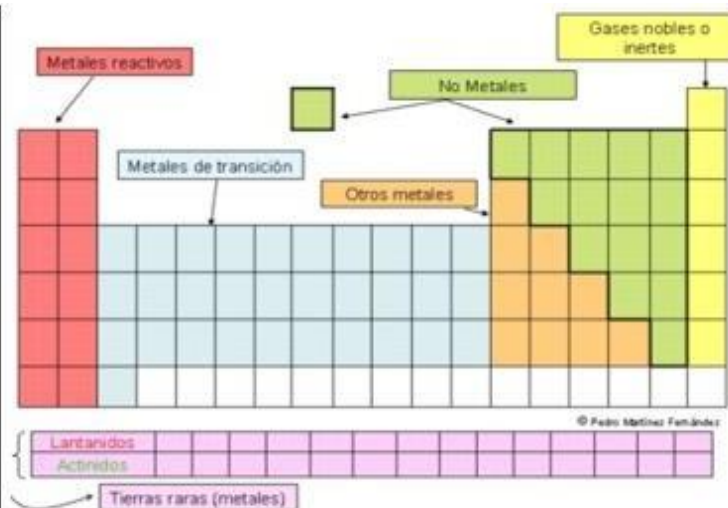 Gases nobles o
inertes
Metales reactivos
No Metales
Metales de transición
Otros metales
© Pedro Martínez Fernández
Lantanidos
Actinidos
Tierras raras (metales)